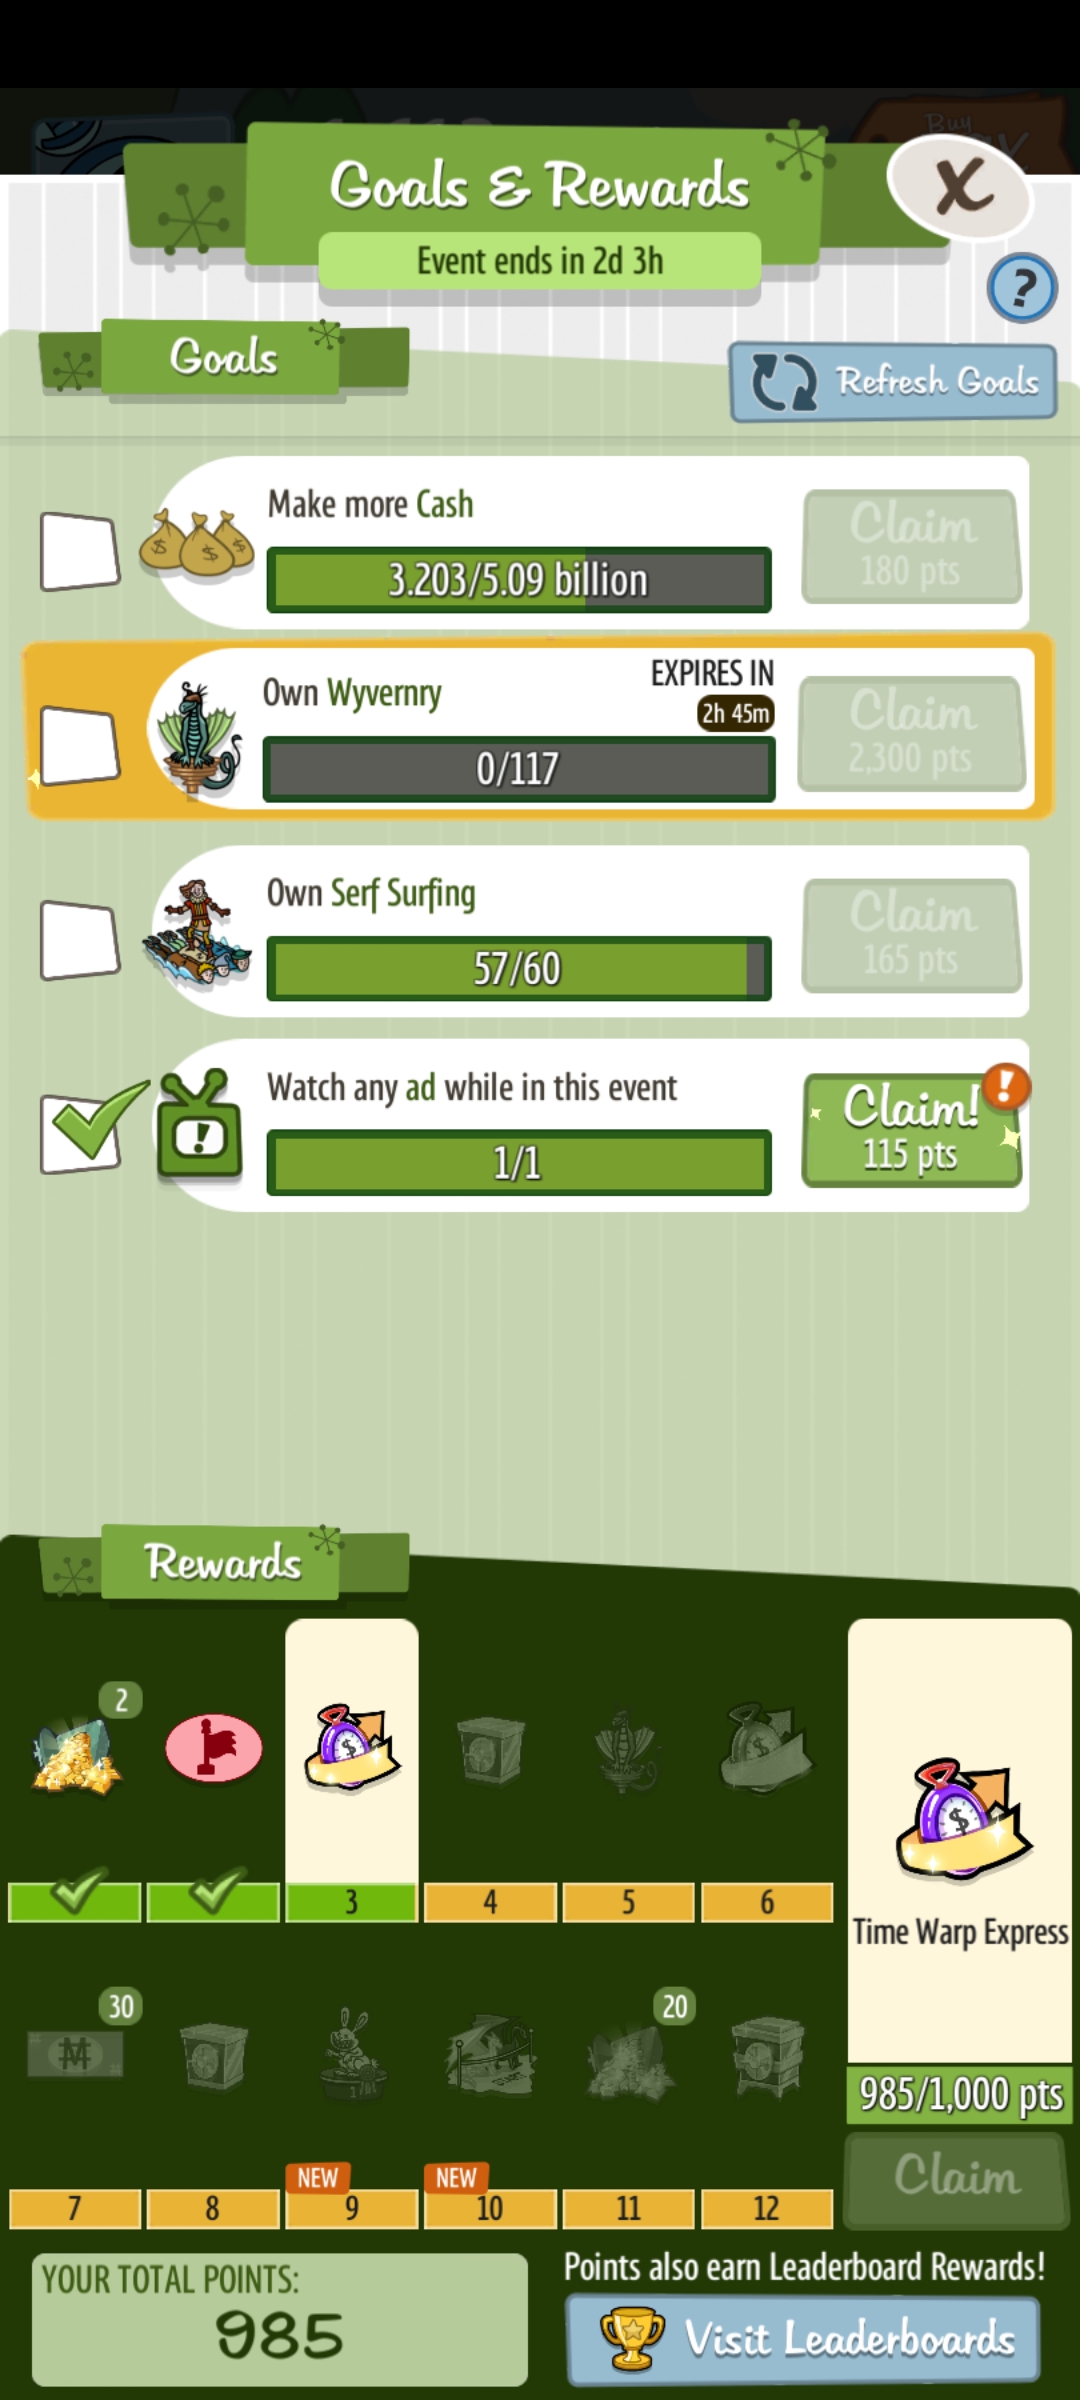 Buy
Goals & Rewards
X
Event ends in 2d 3h
?
Goals
Refresh Goals
Make more Cash
3.203/5.09 billion
Claim
180 pts
Own Wyvernry
EXPIRES IN
2h 45m
0/117
Claim
2,300 pts
Own Serf Surfing
57/60
Claim
165 pts
Watch any ad while in this event
1/1
Claim!
115 pts
!
Rewards
2
3
4
5
6
Time Warp Express
30
20
985/1,000 pts
Claim
NEW
NEW
7
8
9
10
11
12
YOUR TOTAL POINTS:
985
Points also earn Leaderboard Rewards!
Visit Leaderboards